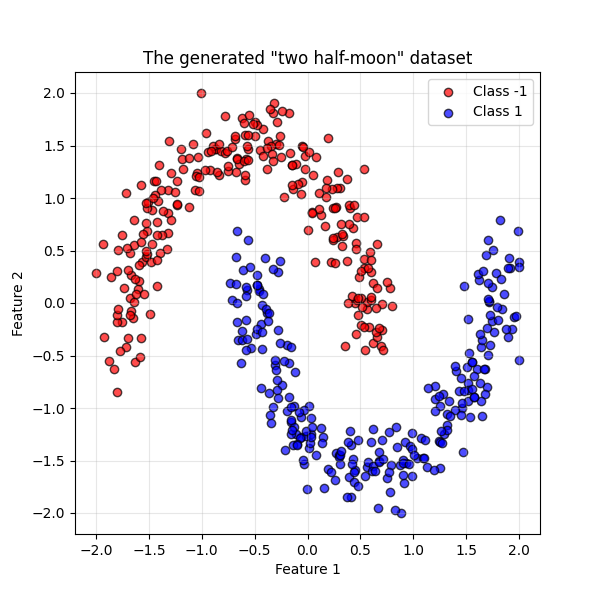 The generated "two half-moon" dataset
Class -1
Class 1
2.0
1.5
1.0
0.5
0.0
−0.5
−1.0
−1.5
−2.0
Feature 2
−2.0 −1.5 −1.0 −0.5 0.0 0.5 1.0 1.5 2.0
Feature 1